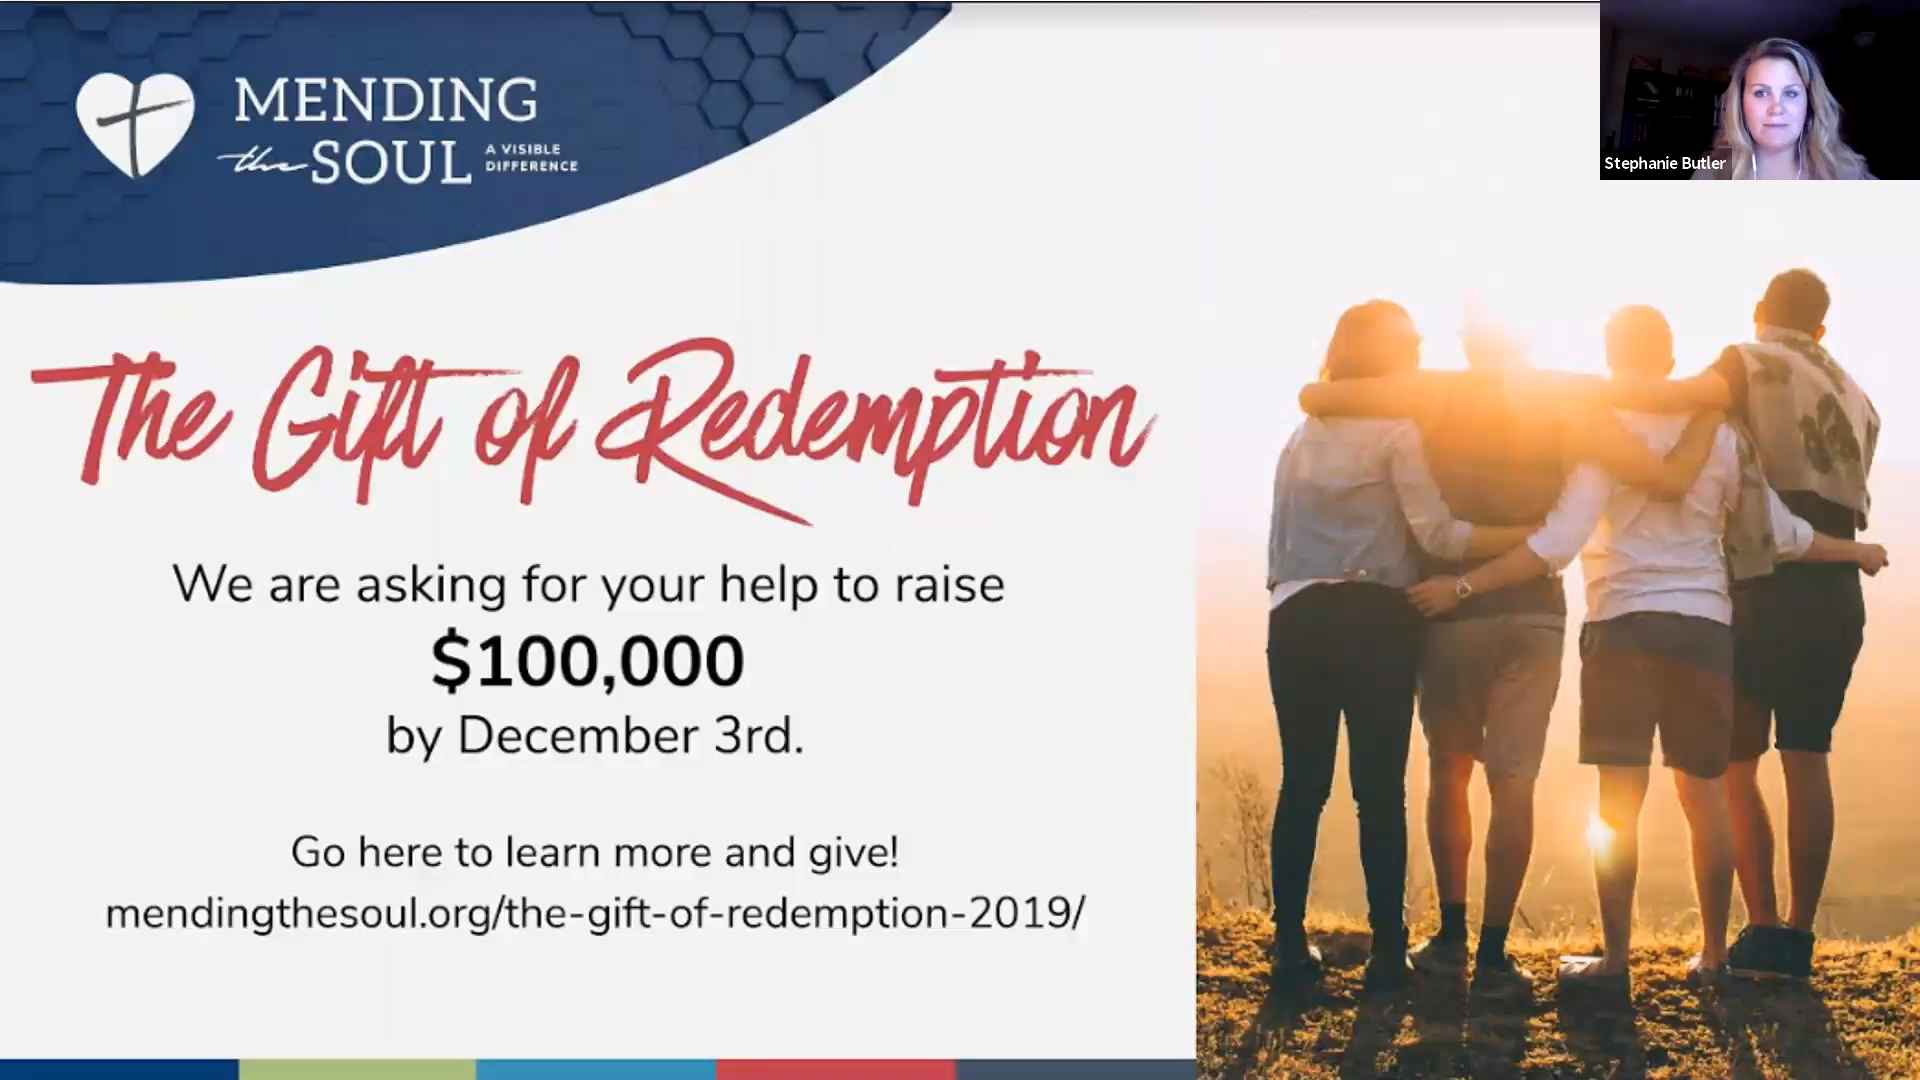 MENDING
the SOUL
A VISIBLE
DIFFERENCE
Stephanie Butler
The Gift of Redemption
We are asking for your help to raise
$100,000
by December 3rd.
Go here to learn more and give!
mendingthesoul.org/the-gift-of-redemption-2019/